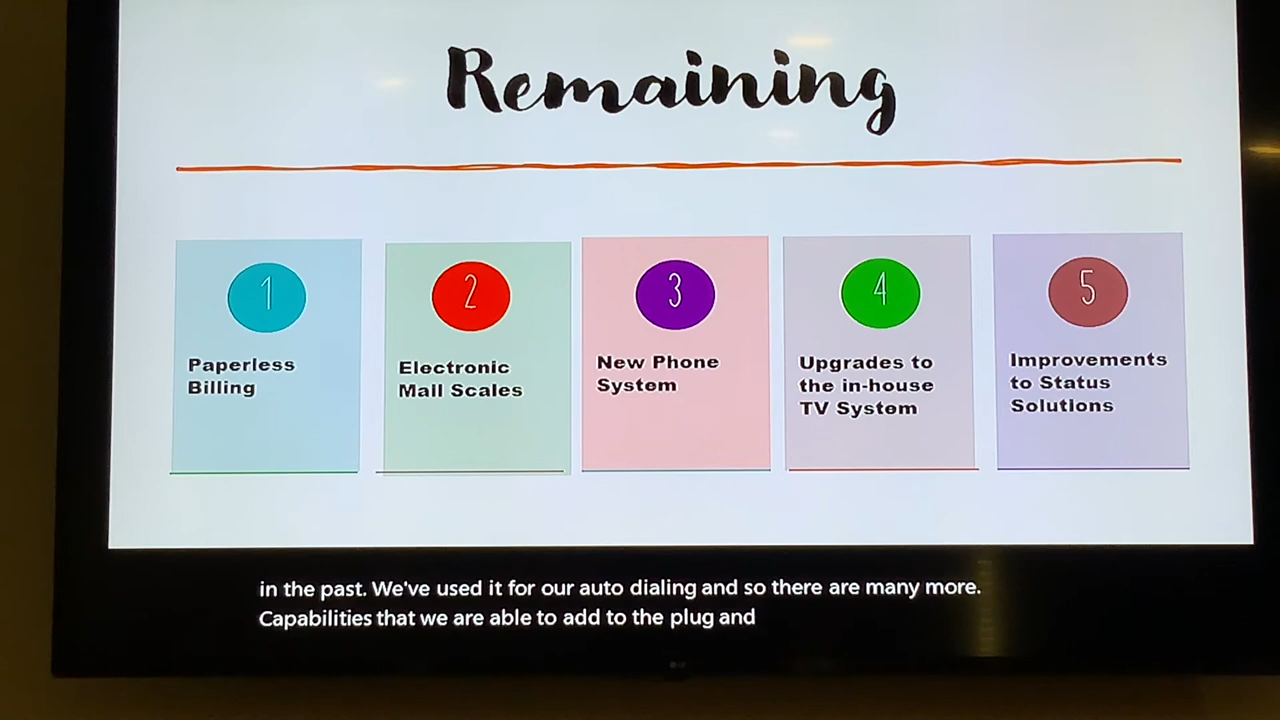 Remaining
1
Paperless
Billing
2
Electronic
Mail Scales
3
New Phone
System
4
Upgrades to
the in-house
TV System
5
Improvements
to Status
Solutions
in the past. We've used it for our auto dialing and so there are many more.
Capabilities that we are able to add to the plug and
LG